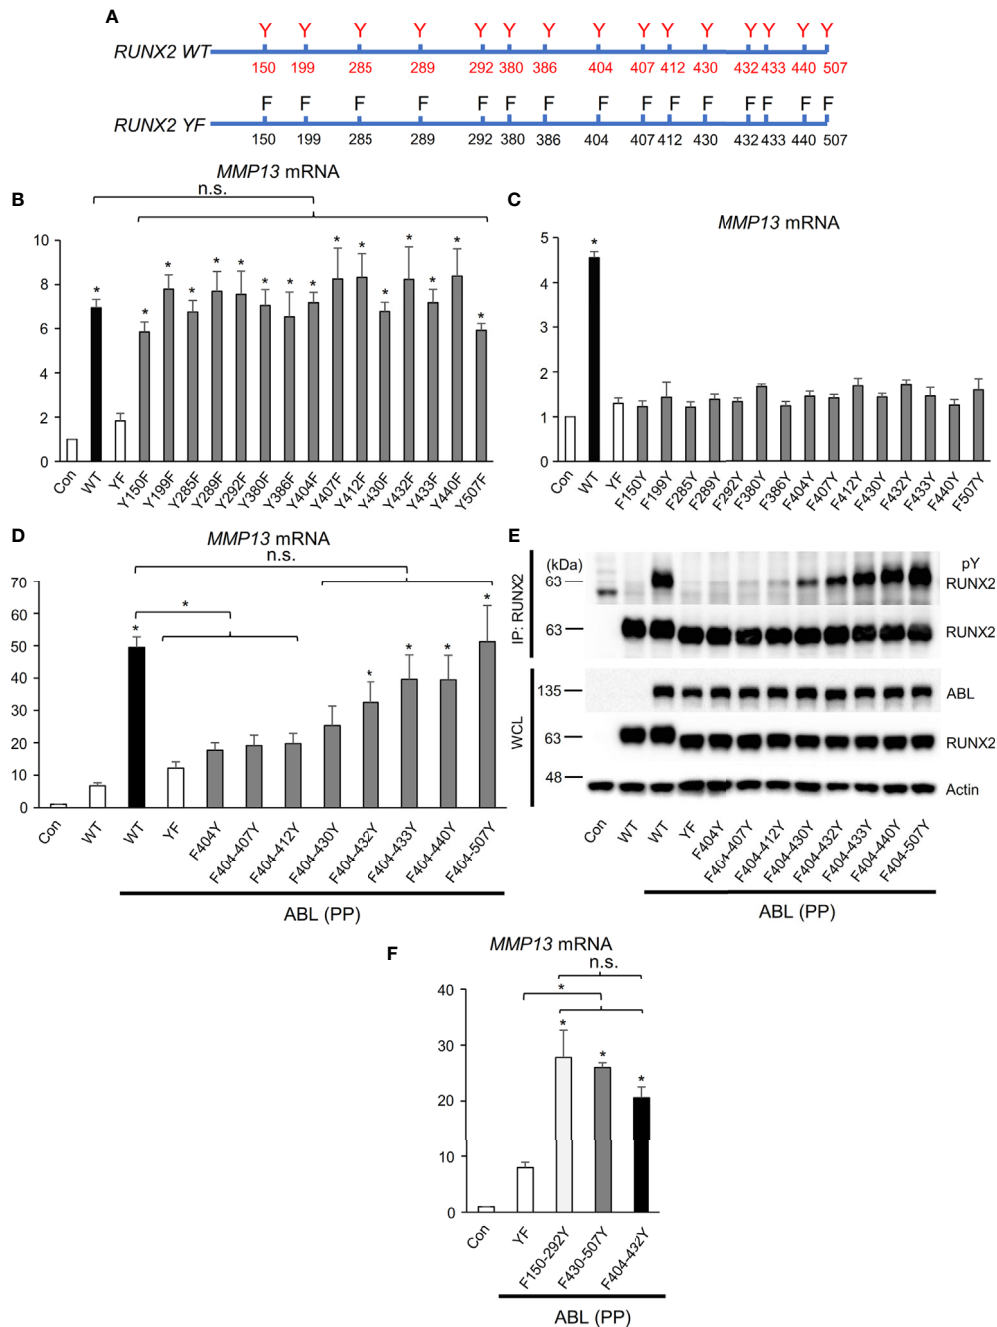 A
Y Y Y Y Y Y Y Y Y Y Y Y Y Y Y
RUNX2 WT
150 199 285 289 292 380 386 404 407 412 430 432 433 440 507
F F F F F F F F F F F F F F F
RUNX2 YF
150 199 285 289 292 380 386 404 407 412 430 432 433 440 507
B
MMP13 mRNA
n.s.
10
8
6
4
2
0
* * * * * * * * * * * * * * * *
Con WT YF Y150F Y199F Y285F Y289F Y292F Y380F Y386F Y404F Y407F Y412F Y430F Y432F Y433F Y440F Y507F
C
MMP13 mRNA
5
4
3
2
1
0
*
Con WT YF F150Y F199Y F285Y F289Y F292Y F380Y F386Y F404Y F407Y F412Y F430Y F432Y F433Y F440Y F507Y
D
MMP13 mRNA
n.s.
*
70
60
50
40
30
20
10
0
* * * * *
Con WT WT YF F404Y F404-407Y F404-412Y F404-430Y F404-432Y F404-433Y F404-440Y F404-507Y
ABL (PP)
E
IP: RUNX2
(kDa)
63
pY
RUNX2
63
RUNX2
WCL
135
ABL
63
RUNX2
48
Actin
Con WT WT YF F404Y F404-407Y F404-412Y F404-430Y F404-432Y F404-433Y F404-440Y F404-507Y
ABL (PP)
F
MMP13 mRNA
n.s.
*
40
30
20
10
0
* * *
Con YF F150-292Y F430-507Y F404-432Y
ABL (PP)